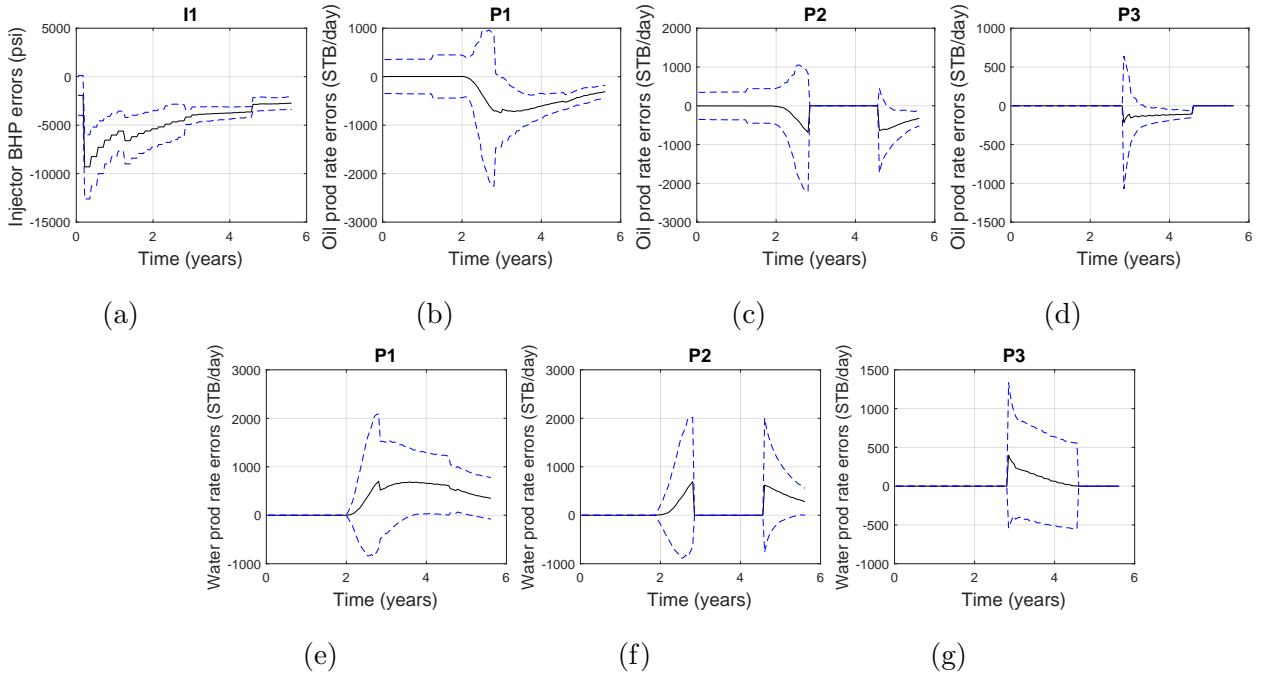 I1
Injector BHP errors (psi)
5000
0
-5000
-10000
-15000
0 2 4 6
Time (years)
(a)
P1
Oil prod rate errors (STB/day)
1000
0
-1000
-2000
-3000
0 2 4 6
Time (years)
(b)
P2
Oil prod rate errors (STB/day)
2000
1000
0
-1000
-2000
-3000
0 2 4 6
Time (years)
(c)
P3
Oil prod rate errors (STB/day)
1000
500
0
-500
-1000
-1500
0 2 4 6
Time (years)
(d)
P1
Water prod rate errors (STB/day)
3000
2000
1000
0
-1000
0 2 4 6
Time (years)
(e)
P2
Water prod rate errors (STB/day)
3000
2000
1000
0
-1000
0 2 4 6
Time (years)
(f)
P3
Water prod rate errors (STB/day)
1500
1000
500
0
-500
-1000
0 2 4 6
Time (years)
(g)